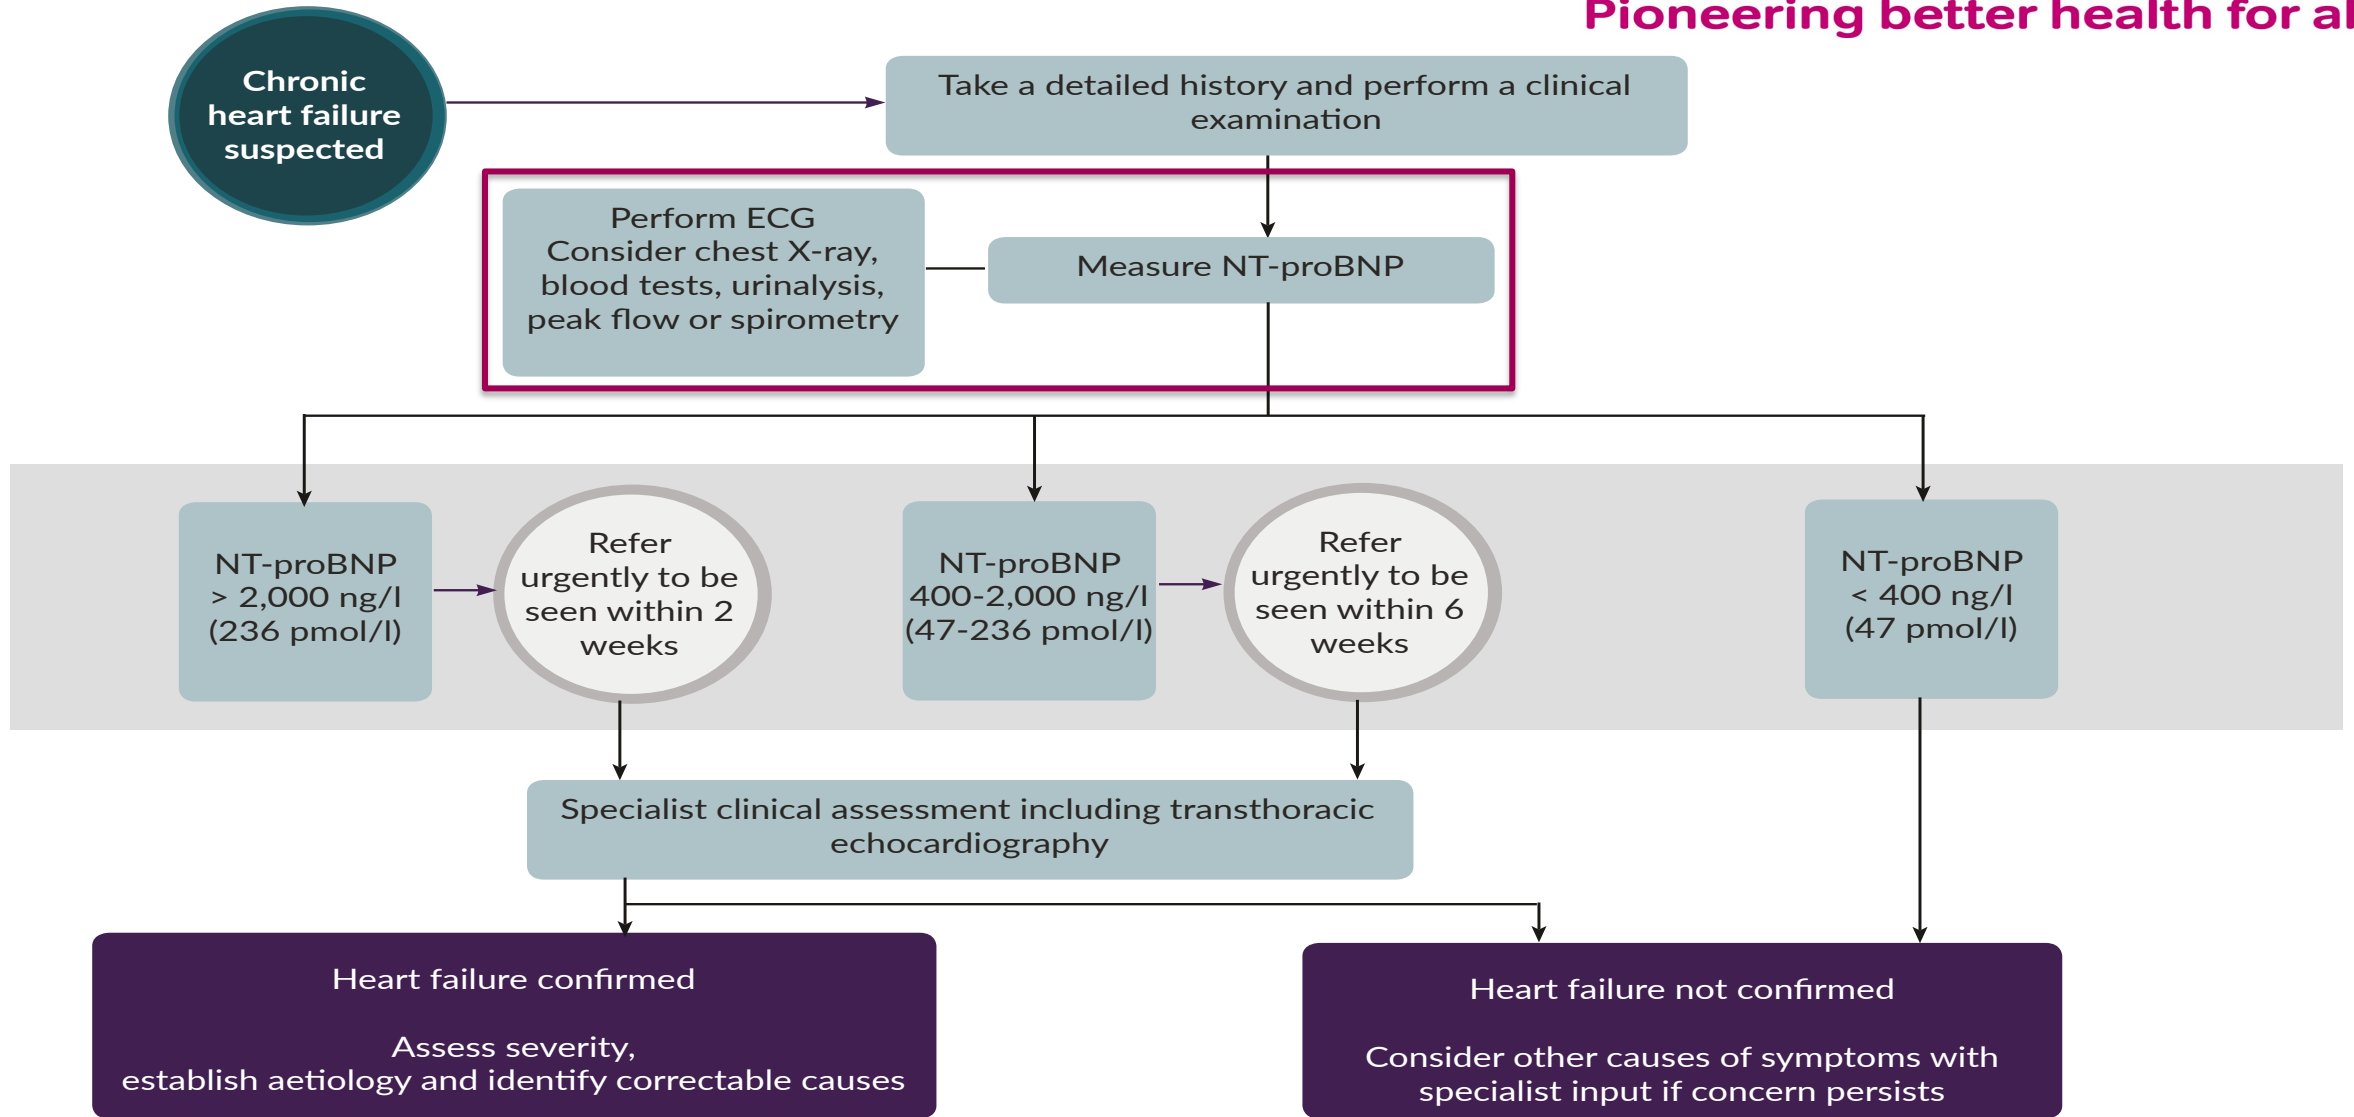 Pioneering better health for al
Chronic
heart failure
suspected
Take a detailed history and perform a clinical
examination
Perform ECG
Consider chest X-ray,
blood tests, urinalysis,
peak flow or spirometry
Measure NT-proBNP
NT-proBNP
> 2,000 ng/l
(236 pmol/l)
Refer
urgently to be
seen within 2
weeks
NT-proBNP
400-2,000 ng/l
(47-236 pmol/l)
Refer
urgently to be
seen within 6
weeks
NT-proBNP
< 400 ng/l
(47 pmol/l)
Specialist clinical assessment including transthoracic
echocardiography
Heart failure confirmed
Assess severity,
establish aetiology and identify correctable causes
Heart failure not confirmed
Consider other causes of symptoms with
specialist input if concern persists